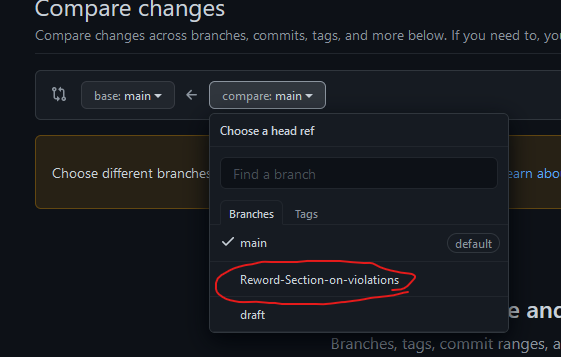 Compare changes
Compare changes across branches, commits, tags, and more below. If you need to, you
base: main
compare: main
Choose a head ref
Choose different branches
earn abou
Find a branch
Branches
Tags
main
default
Reword-Section-on-violations
draft
e and
Branches, tags, commit ranges, a